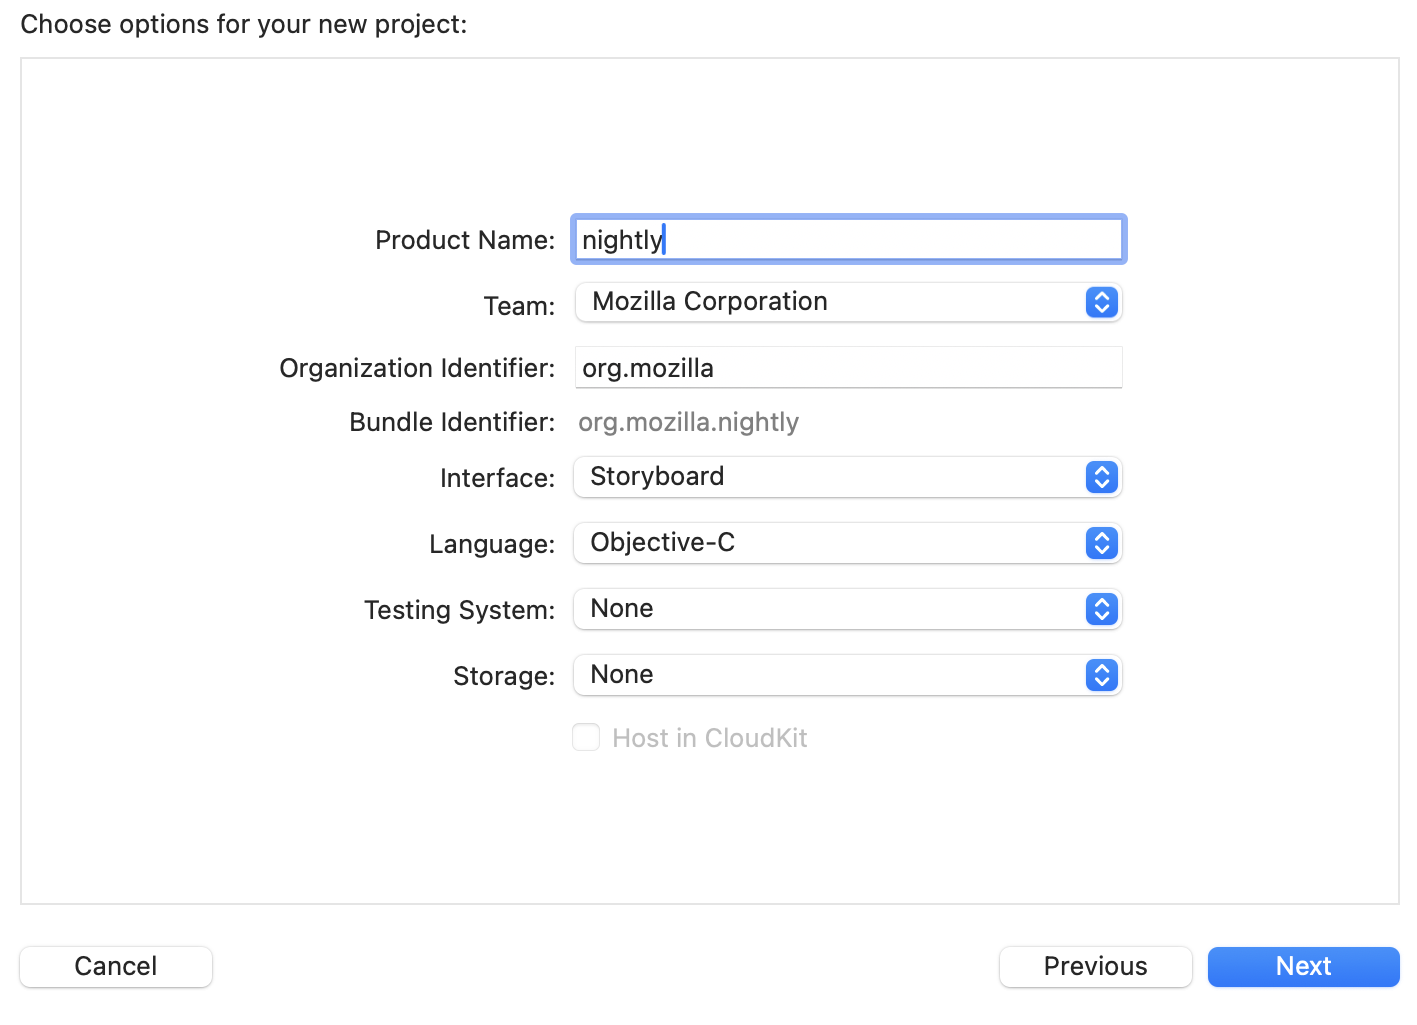 Choose options for your new project:
Product Name: nightly
Team: Mozilla Corporation
Organization Identifier: org.mozilla
Bundle Identifier: org.mozilla.nightly
Interface: Storyboard
Language: Objective-C
Testing System: None
Storage: None
Host in CloudKit
Cancel Previous Next